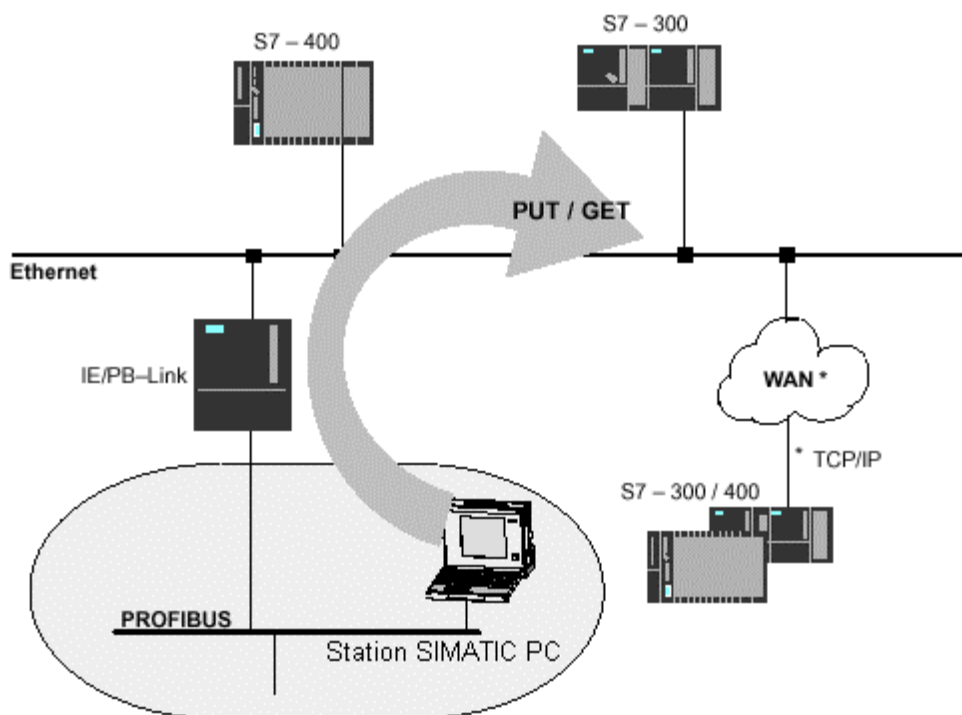 S7 – 400
S7 – 300
PUT / GET
Ethernet
IE/PB–Link
WAN *
* TCP/IP
S7 – 300 / 400
PROFIBUS
Station SIMATIC PC